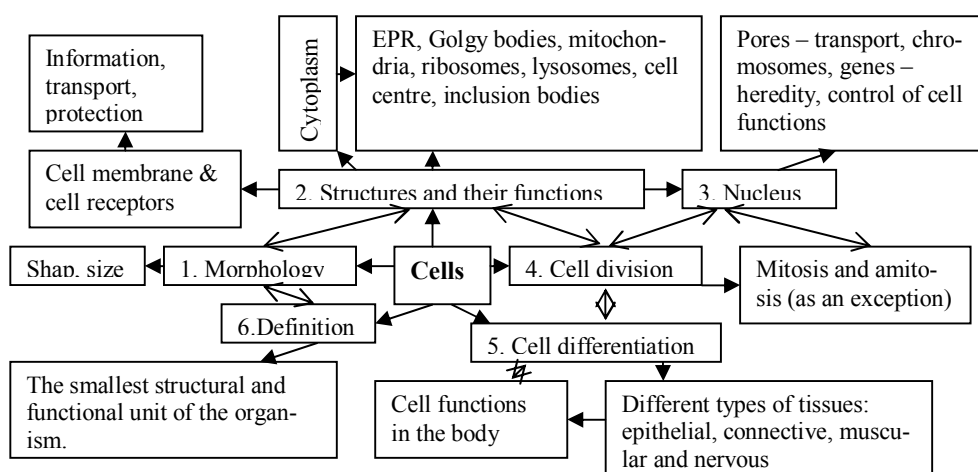 Information,
transport,
protection
Cytoplasm
EPR, Golgy bodies, mitochon-
dria, ribosomes, lysosomes, cell
centre, inclusion bodies
Pores – transport, chro-
mosomes, genes –
heredity, control of cell
functions
Cell membrane &
cell receptors
2. Structures and their functions
3. Nucleus
Shap, size
1. Morphology
Cells
4. Cell division
Mitosis and amito-
sis (as an exception)
6.Definition
5. Cell differentiation
The smallest structural and
functional unit of the organ-
ism.
Cell functions
in the body
Different types of tissues:
epithelial, connective, muscu-
lar and nervous